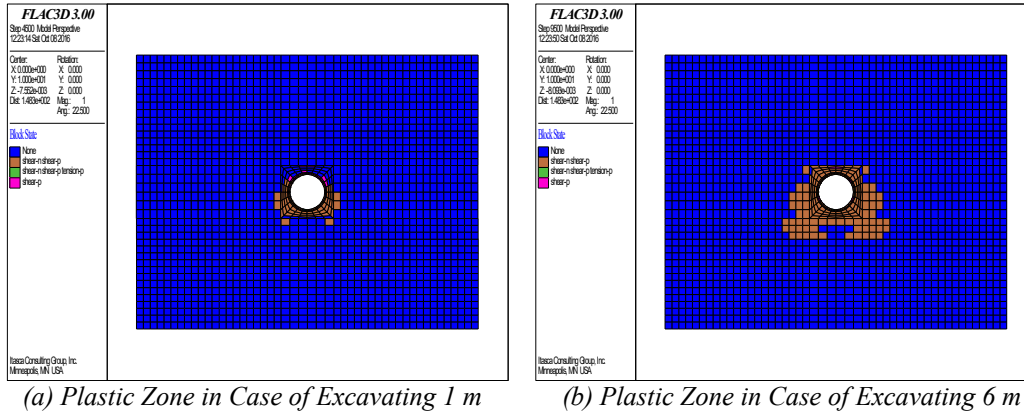 FLAC3D 3.00
Step 4500 Model Perspective
12:23:14 Sat Oct 08 2016
Center:
X: 0.000e+000
Y: 1.000e+001
Z: -7.552e-003
Dist: 1.483e+002
Rotation:
X: 0.000
Y: 0.000
Z: 0.000
Mag.: 1
Ang.: 22.500
Block State
None
shear-n shear-p
shear-n shear-p tension-p
shear-p
Itasca Consulting Group, Inc.
Minneapolis, MN USA
(a) Plastic Zone in Case of Excavating 1 m
FLAC3D 3.00
Step 9500 Model Perspective
12:23:50 Sat Oct 08 2016
Center:
X: 0.000e+000
Y: 1.000e+001
Z: -8.093e-003
Dist: 1.483e+002
Rotation:
X: 0.000
Y: 0.000
Z: 0.000
Mag.: 1
Ang.: 22.500
Block State
None
shear-n shear-p
shear-n shear-p tension-p
shear-p
Itasca Consulting Group, Inc.
Minneapolis, MN USA
(b) Plastic Zone in Case of Excavating 6 m